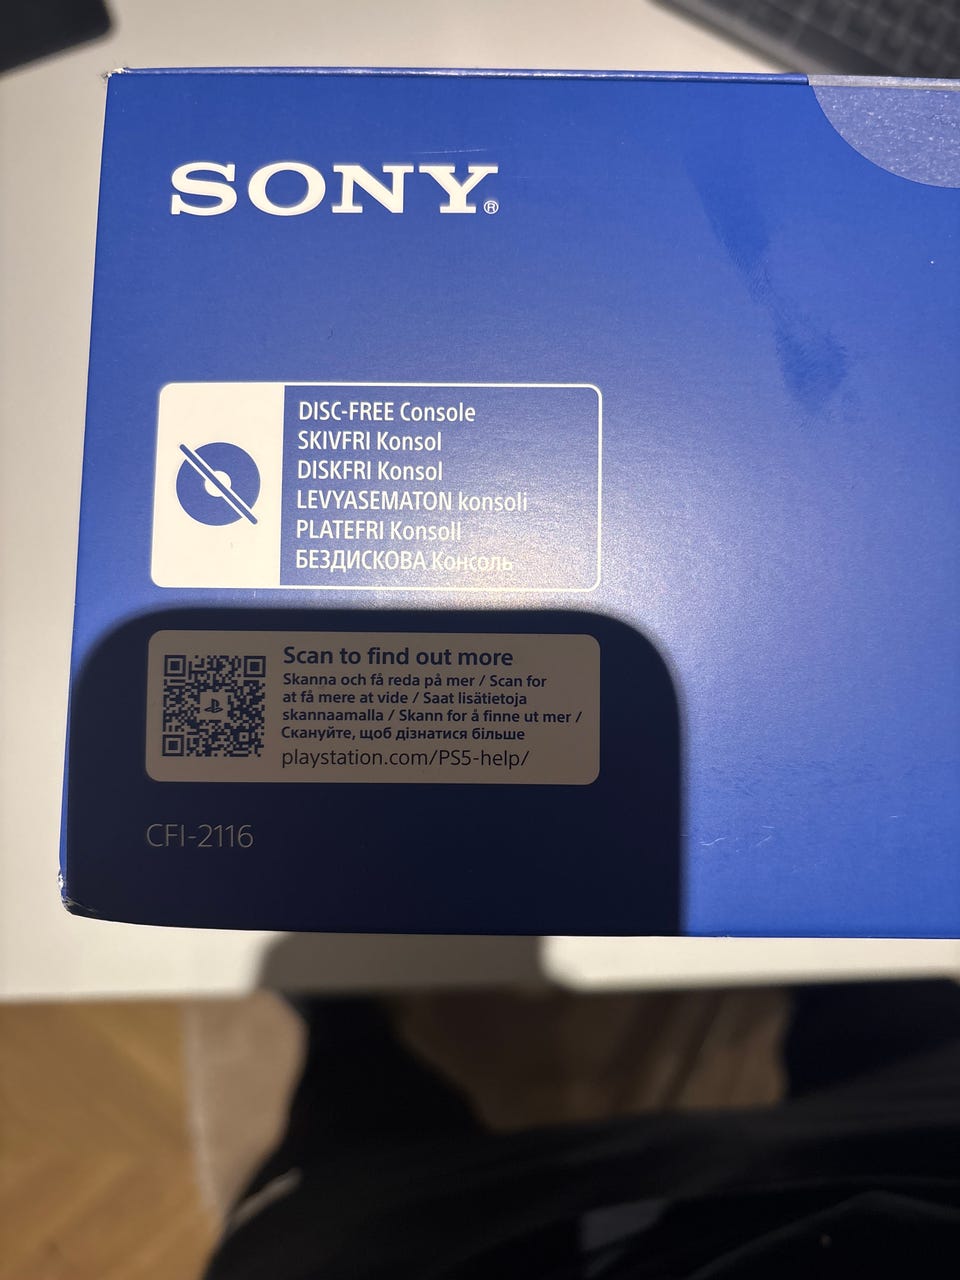 SONY®
DISC-FREE Console
SKIVFRI Konsol
DISKFRI Konsol
LEVYASEMATON konsoli
PLATEFRI Konsoll
БЕЗДИСКОВА Консоль
Scan to find out more
Skanna och få reda på mer / Scan for
at få mere at vide / Saat lisätietoja
skannaamalla / Skann for å finne ut mer /
Скануйте, щоб дізнатися більше
playstation.com/PS5-help/
CFI-2116